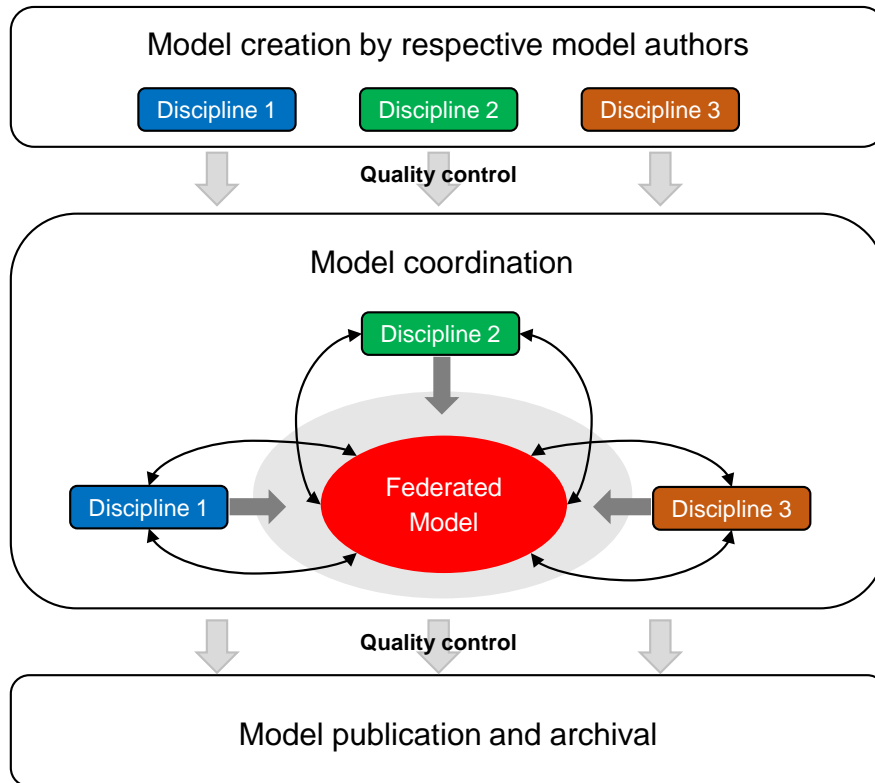 Model creation by respective model authors
Discipline 1
Discipline 2
Discipline 3
Quality control
Model coordination
Discipline 2
Discipline 1
Federated
Model
Discipline 3
Quality control
Model publication and archival